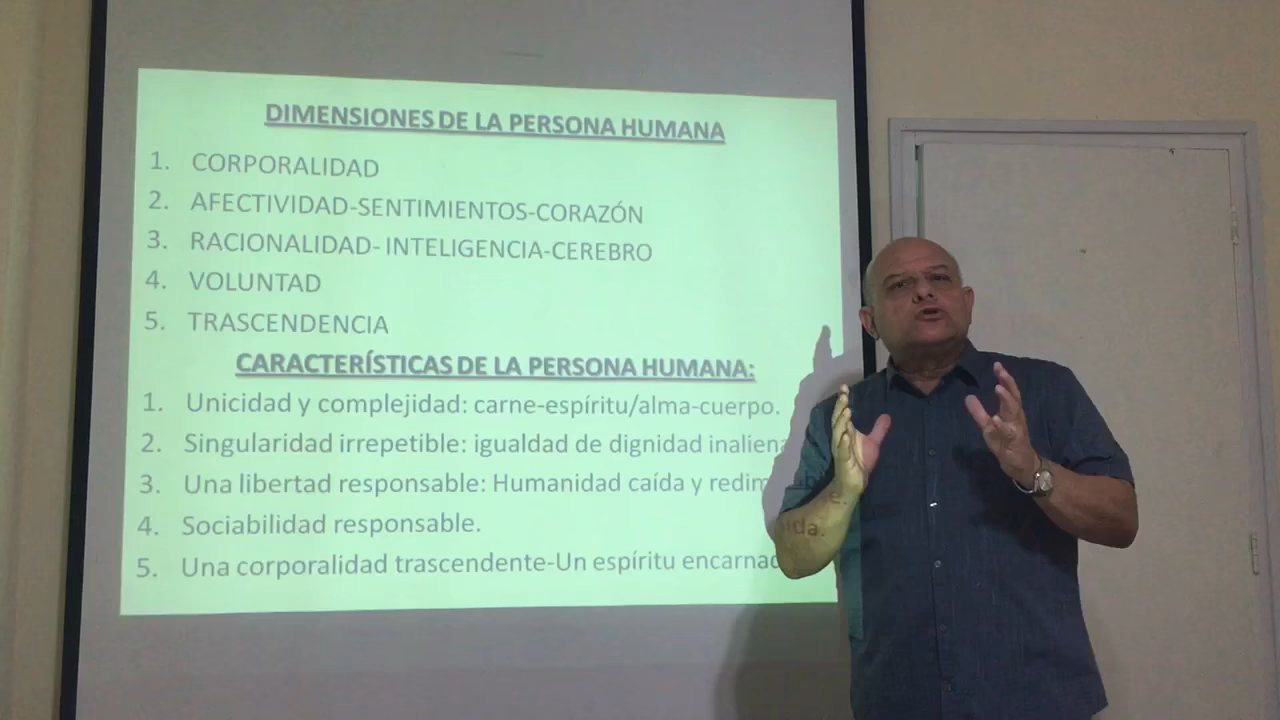 DIMENSIONES DE LA PERSONA HUMANA
1. CORPORALIDAD
2. AFECTIVIDAD-SENTIMIENTOS-CORAZÓN
3. RACIONALIDAD- INTELIGENCIA-CEREBRO
4. VOLUNTAD
5. TRASCENDENCIA
CARACTERÍSTICAS DE LA PERSONA HUMANA:
1. Unicidad y complejidad: carne-espíritu/alma-cuerpo.
2. Singularidad irrepetible: igualdad de dignidad
3. Una libertad responsable: Humanidad caída y
4. Sociabilidad responsable.
5. Una corporalidad trascendente-Un espíritu